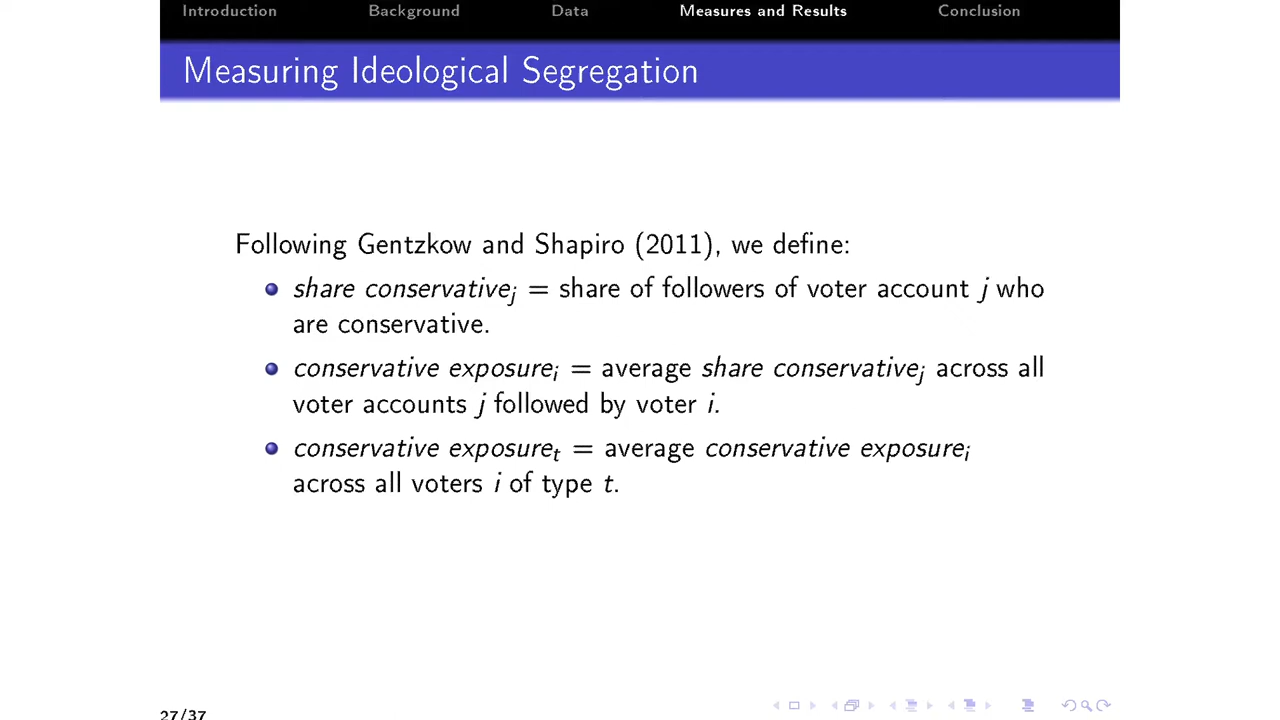 Introduction Background Data Measures and Results Conclusion
Measuring Ideological Segregation
Following Gentzkow and Shapiro (2011), we define:
share conservative_j = share of followers of voter account j who
are conservative.
conservative exposure_i = average share conservative_j across all
voter accounts j followed by voter i.
conservative exposure_t = average conservative exposure_i
across all voters i of type t.
27/37